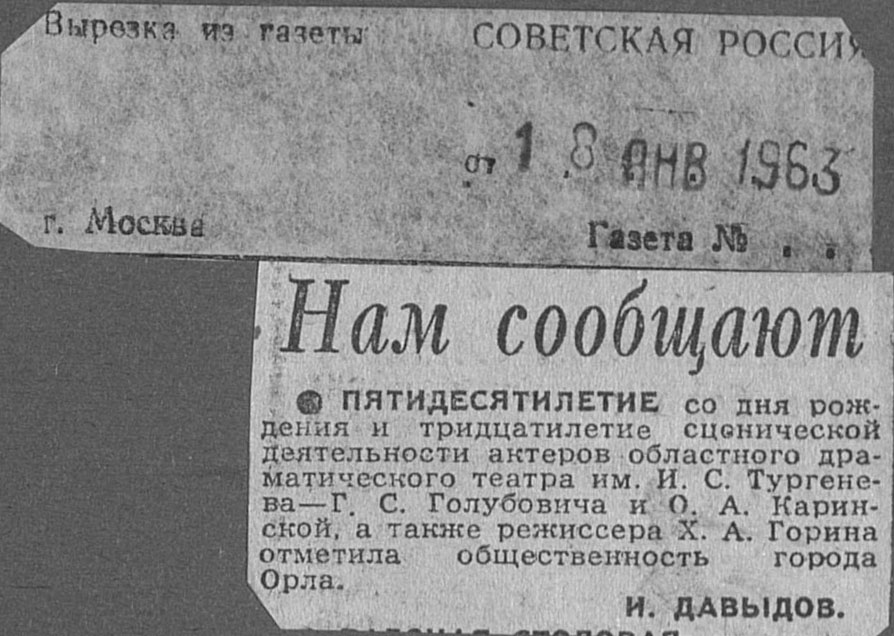 Вырезка из газеты
СОВЕТСКАЯ РОССИЯ
от 18 ЯНВ 1963
г. Москва
Газета № . .
Нам сообщают
● ПЯТИДЕСЯТИЛЕТИЕ со дня рож-
дения и тридцатилетие сценической
деятельности актеров областного дра-
матического театра им. И. С. Тургене-
ва—Г. С. Голубовича и О. А. Карин-
ской, а также режиссера Х. А. Горина
отметила общественность города
Орла.
И. ДАВЫДОВ.